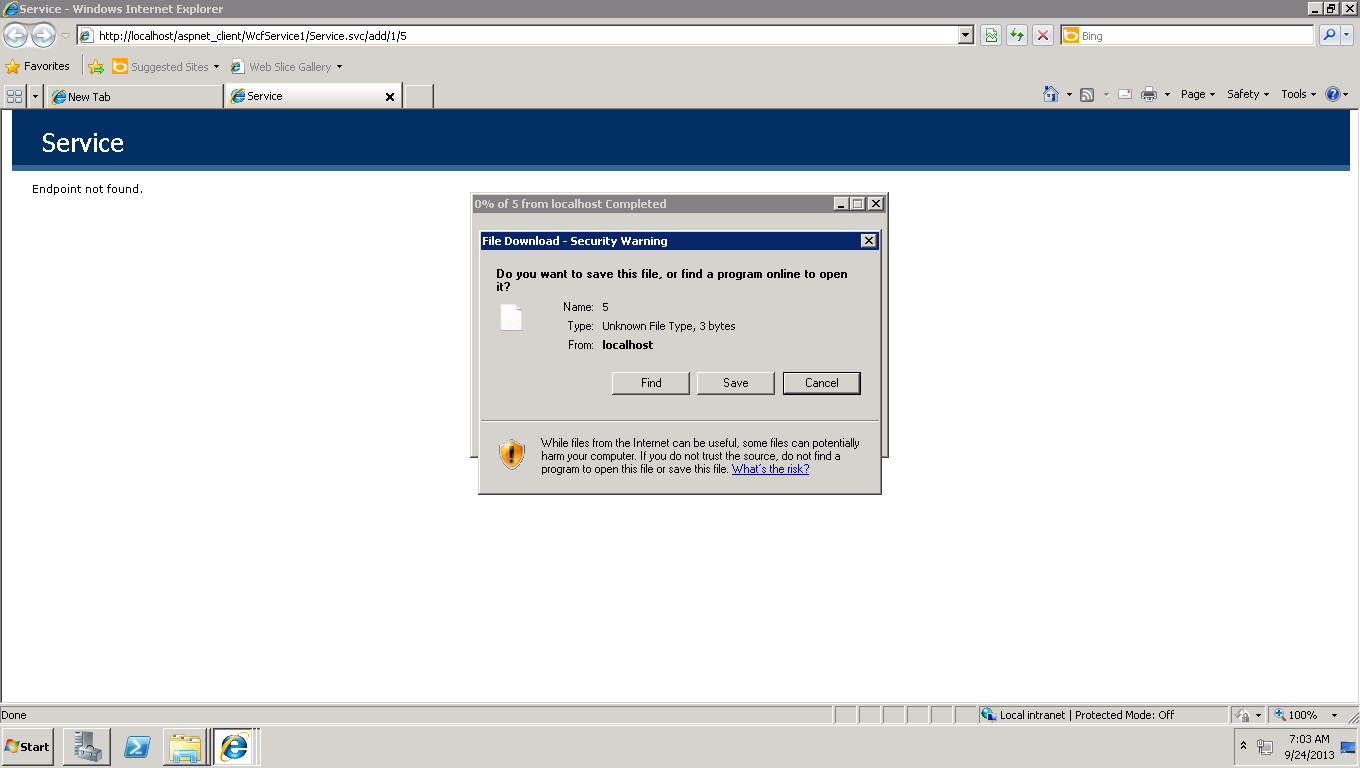 Service - Windows Internet Explorer
http://localhost/aspnet_client/WcfService1/Service.svc/add/1/5
Bing
Favorites
Suggested Sites
Web Slice Gallery
New Tab
Service
Page
Safety
Tools
Service
Endpoint not found.
0% of 5 from localhost Completed
File Download - Security Warning
Do you want to save this file, or find a program online to open
it?
Name: 5
Type: Unknown File Type, 3 bytes
From: localhost
Find
Save
Cancel
While files from the Internet can be useful, some files can potentially
harm your computer. If you do not trust the source, do not find a
program to open this file or save this file. What's the risk?
Done
Local intranet | Protected Mode: Off
100%
Start
7:03 AM
9/24/2013